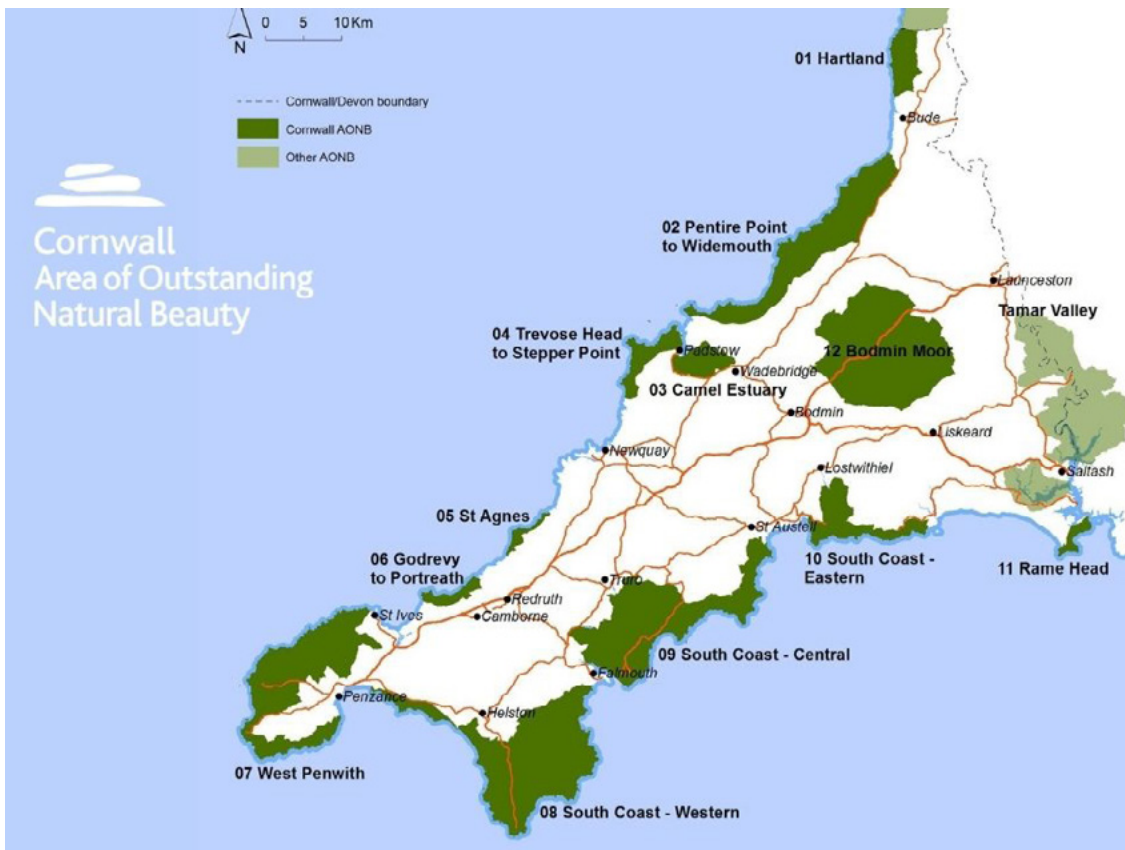 0 5 10 Km
N
Cornwall/Devon boundary
Cornwall AONB
Other AONB
Cornwall
Area of Outstanding
Natural Beauty
01 Hartland
Bude
02 Pentire Point
to Widemouth
Launceston
Tamar Valley
04 Trevose Head
to Stepper Point
Padstow
12 Bodmin Moor
Wadebridge
03 Camel Estuary
Bodmin
Liskeard
Newquay
Lostwithiel
Saltash
05 St Agnes
St Austell
10 South Coast -
Eastern
11 Rame Head
06 Godrevy
to Portreath
Truro
Redruth
Camborne
St Ives
09 South Coast - Central
Falmouth
Penzance
Helston
07 West Penwith
08 South Coast - Western